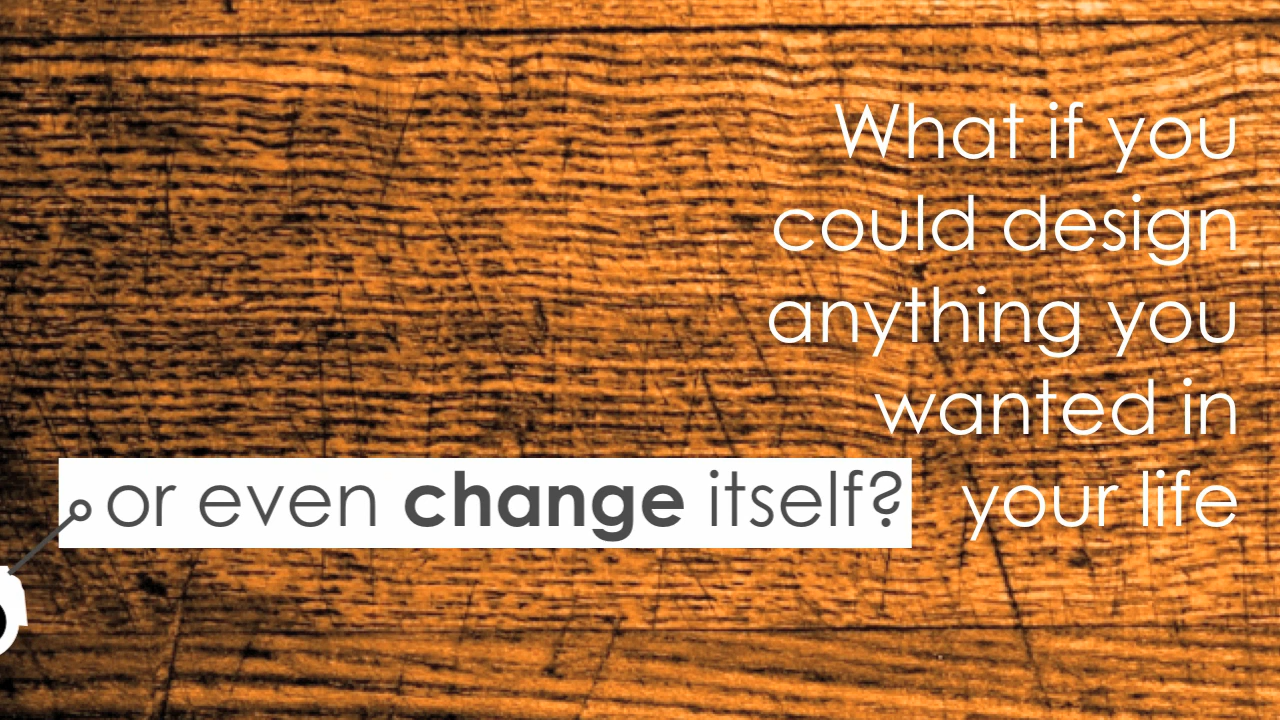 What if you
could design
anything you
wanted in
your life
or even change itself?